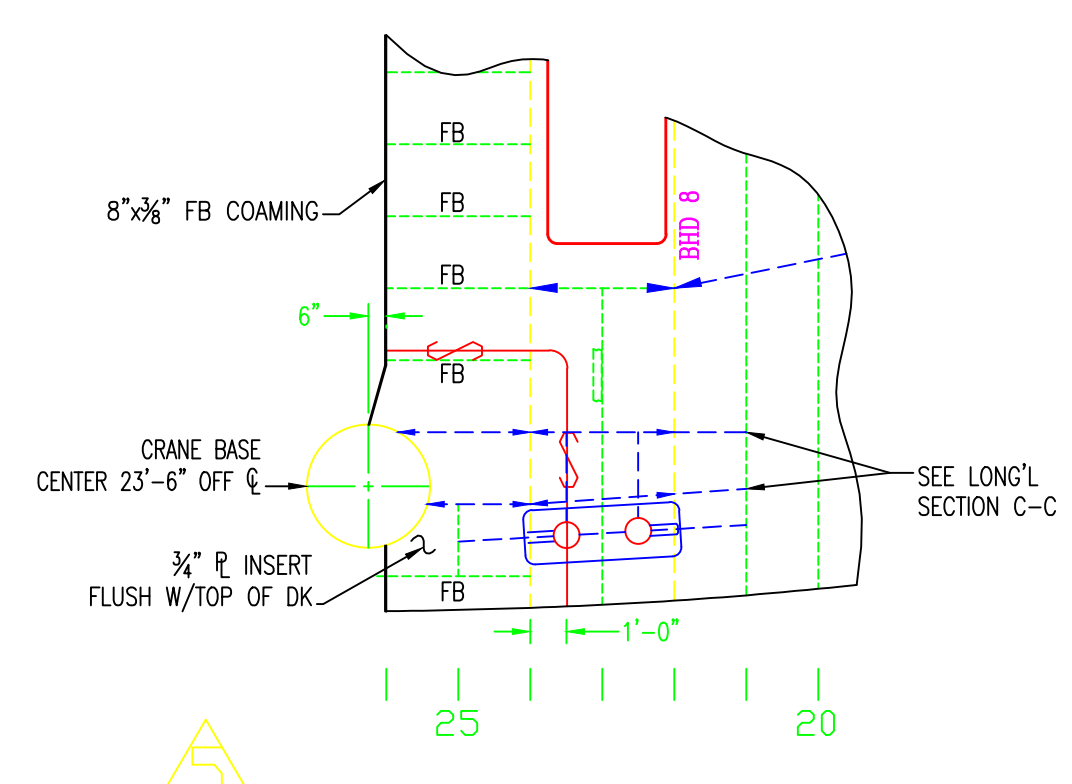 FB
FB
8"x3/8" FB COAMING
BHD 8
FB
6"
FB
CRANE BASE
CENTER 23'-6" OFF ℄
SEE LONG'L
SECTION C-C
3/4" ⅊ INSERT
FLUSH W/TOP OF DK
FB
1'-0"
25
20